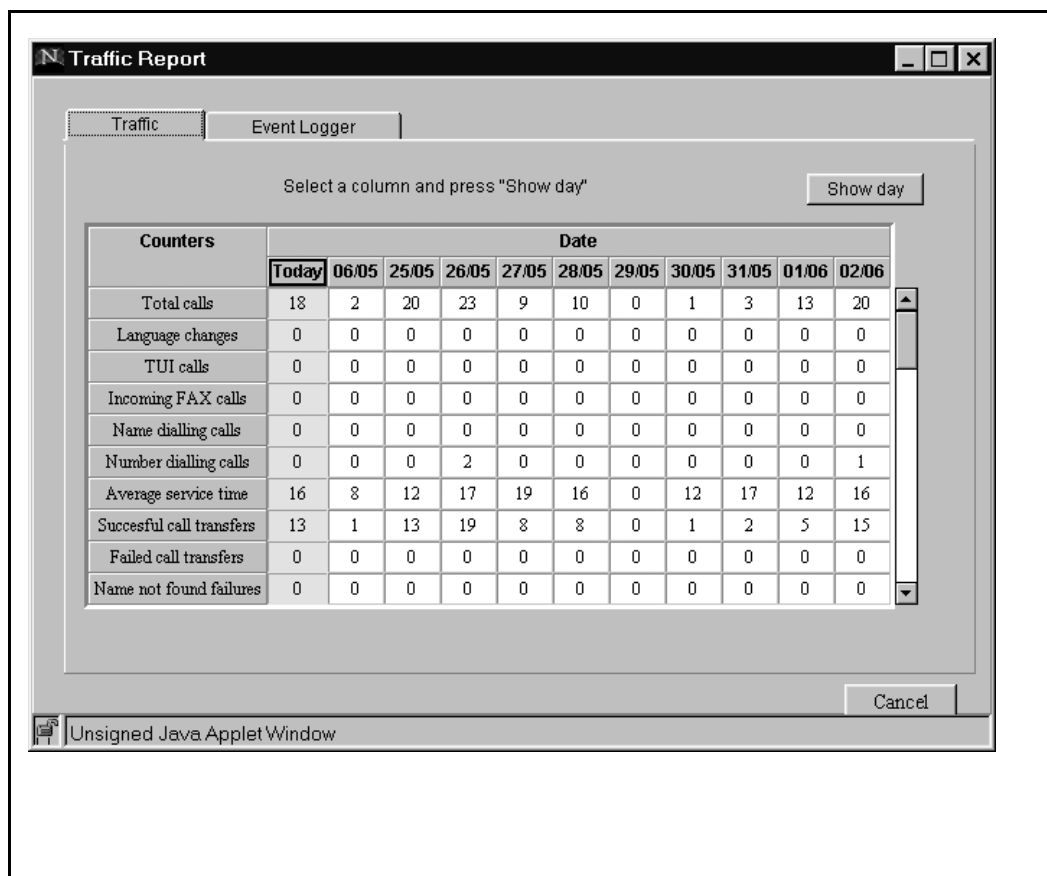 N Traffic Report
Traffic Event Logger
Select a column and press "Show day" Show day
Counters Date
Today 06/05 25/05 26/05 27/05 28/05 29/05 30/05 31/05 01/06 02/06
Total calls 18 2 20 23 9 10 0 1 3 13 20
Language changes 0 0 0 0 0 0 0 0 0 0 0
TUI calls 0 0 0 0 0 0 0 0 0 0 0
Incoming FAX calls 0 0 0 0 0 0 0 0 0 0 0
Name dialling calls 0 0 0 0 0 0 0 0 0 0 0
Number dialling calls 0 0 0 2 0 0 0 0 0 0 1
Average service time 16 8 12 17 19 16 0 12 17 12 16
Succesful call transfers 13 1 13 19 8 8 0 1 2 5 15
Failed call transfers 0 0 0 0 0 0 0 0 0 0 0
Name not found failures 0 0 0 0 0 0 0 0 0 0 0
Cancel
Unsigned Java Applet Window